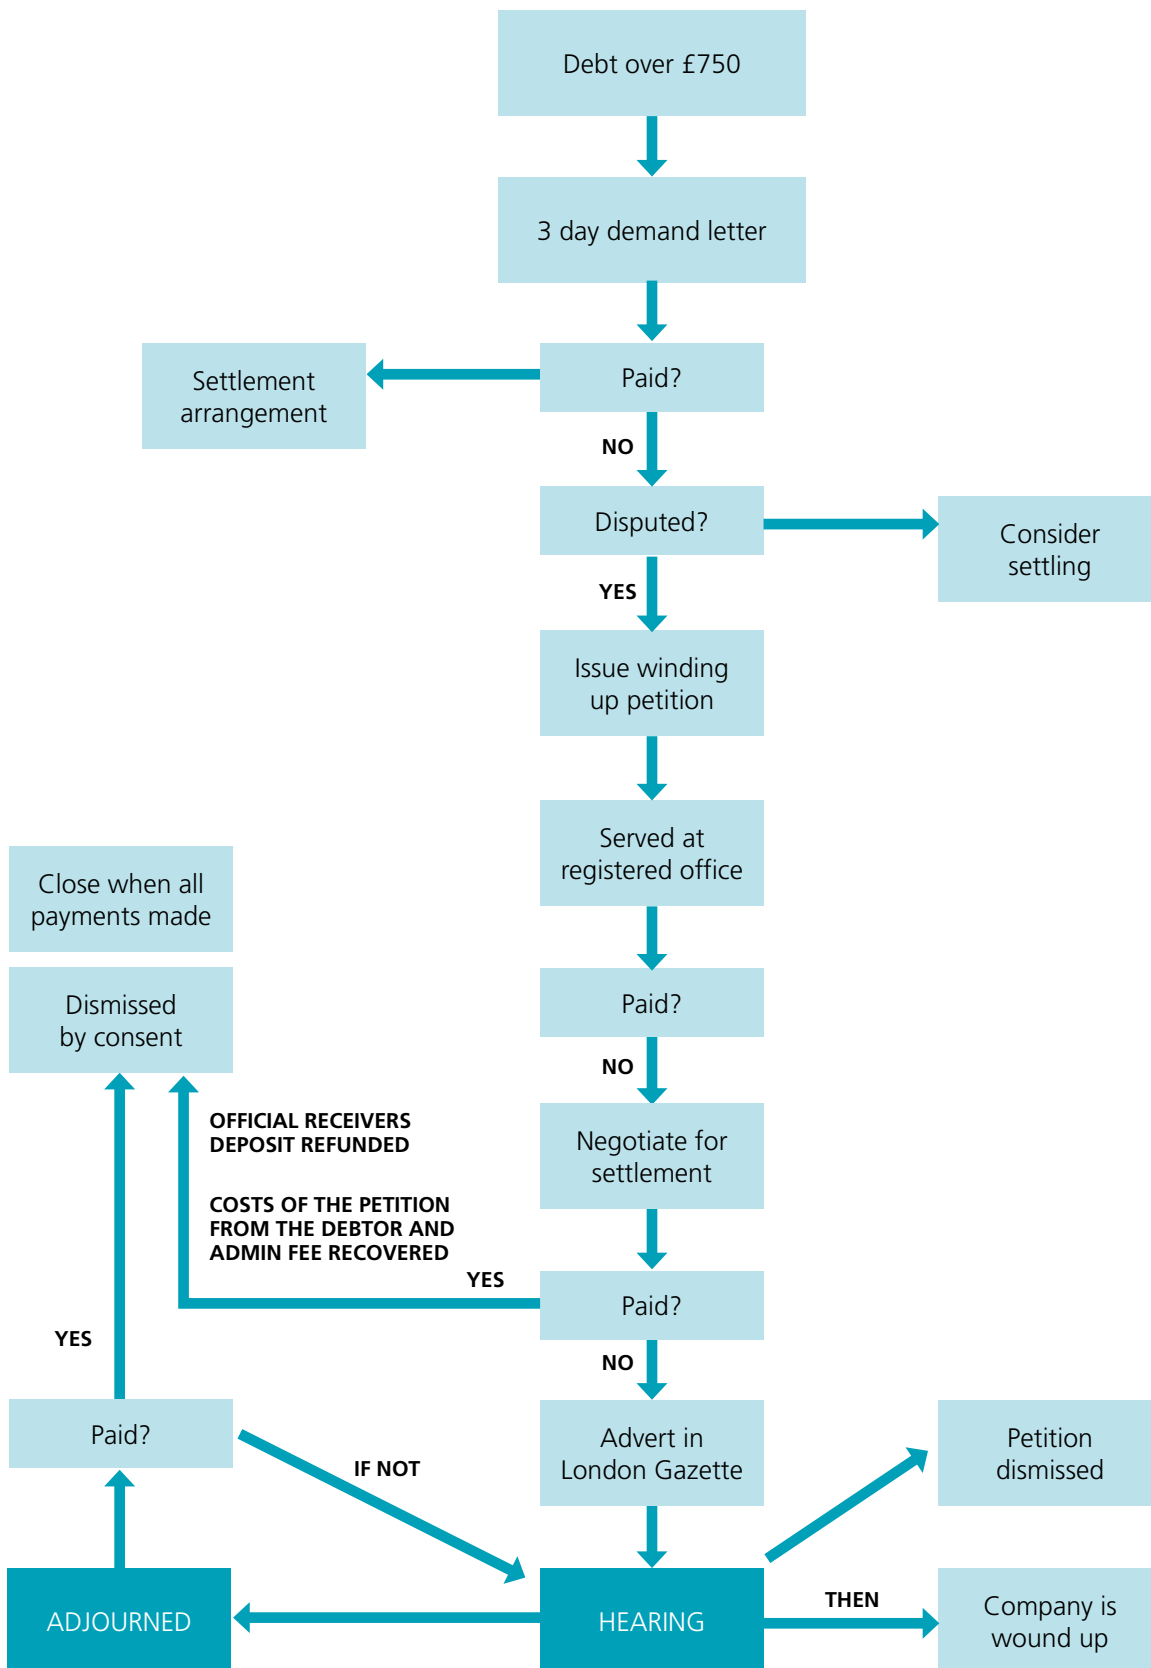 Debt over £750
3 day demand letter
Settlement
arrangement
Paid?
NO
Disputed?
Consider
settling
YES
Issue winding
up petition
Served at
registered office
Close when all
payments made
Dismissed
by consent
Paid?
NO
OFFICIAL RECEIVERS
DEPOSIT REFUNDED
COSTS OF THE PETITION
FROM THE DEBTOR AND
ADMIN FEE RECOVERED
Negotiate for
settlement
YES
Paid?
YES
NO
Paid?
IF NOT
Advert in
London Gazette
Petition
dismissed
ADJOURNED
HEARING
THEN
Company is
wound up